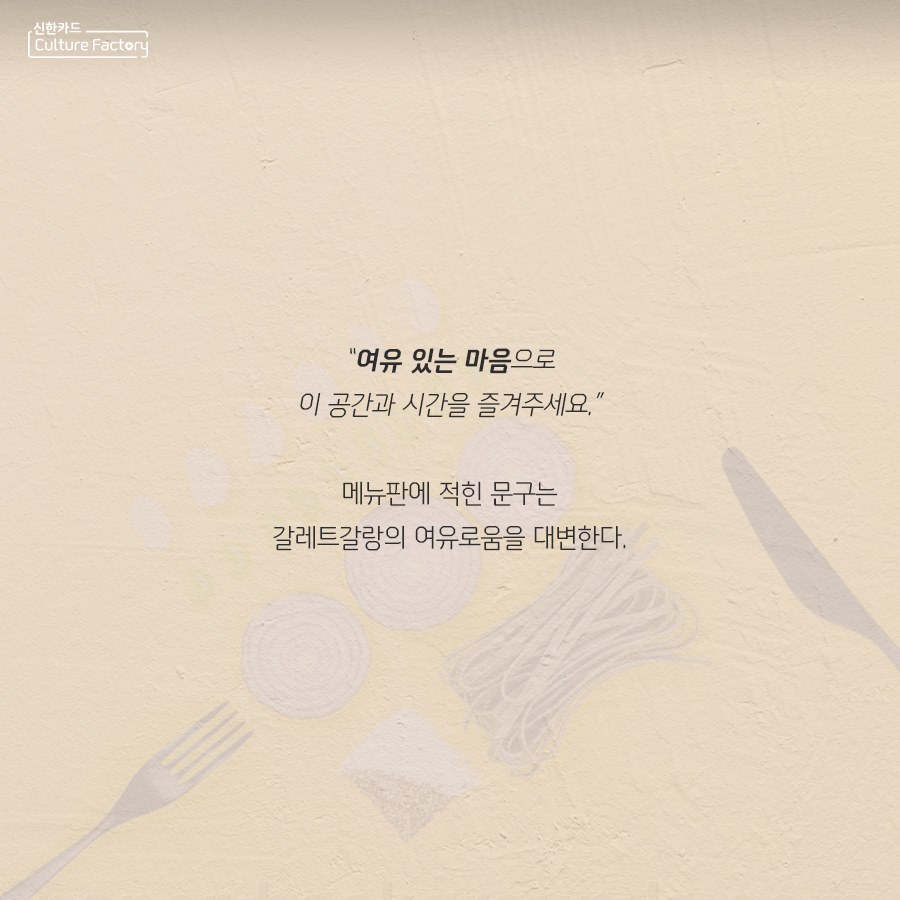 신한카드
Culture Factory
“여유 있는 마음으로
이 공간과 시간을 즐겨주세요.”
메뉴판에 적힌 문구는
갈레트갈랑의 여유로움을 대변한다.